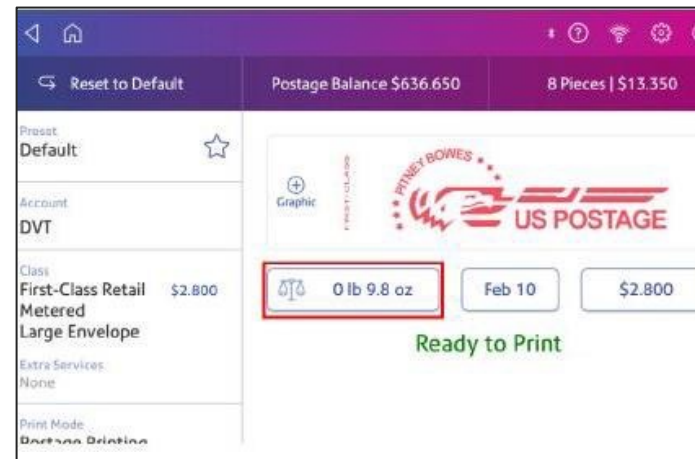 Reset to Default
Postage Balance $636.650
8 Pieces | $13.350
Preset
Default
Account
DVT
Class
First-Class Retail $2.800
Metered
Large Envelope
Extra Services
None
Print Mode
Postage Printing
Graphic
FIRST-CLASS
PITNEY BOWES
US POSTAGE
0 lb 9.8 oz
Feb 10
$2.800
Ready to Print